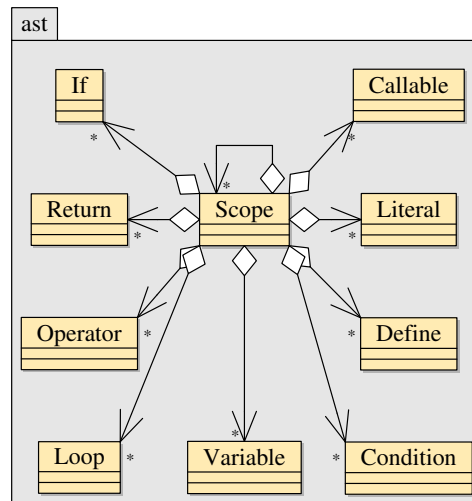 ast
If
Callable
*
*
*
Return
Scope
Literal
*
*
Operator
Define
*
*
Loop
Variable
Condition
*
*
*